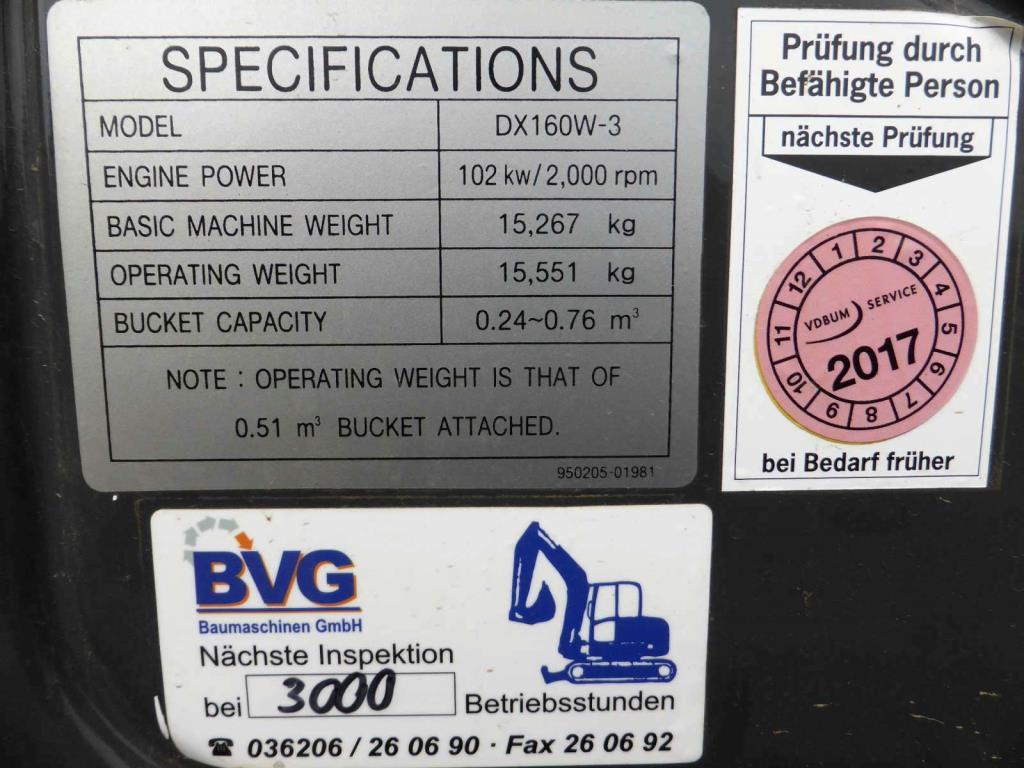 SPECIFICATIONS
MODEL DX160W-3
ENGINE POWER 102 kw/2,000 rpm
BASIC MACHINE WEIGHT 15,267 kg
OPERATING WEIGHT 15,551 kg
BUCKET CAPACITY 0.24~0.76 m³
NOTE : OPERATING WEIGHT IS THAT OF
0.51 m³ BUCKET ATTACHED.
950205-01981
Prüfung durch
Befähigte Person
nächste Prüfung
1 2 3 4 5 6 7 8 9 10 11 12
VDBUM SERVICE
2017
bei Bedarf früher
BVG
Baumaschinen GmbH
Nächste Inspektion
bei 3000 Betriebsstunden
☎ 036206 / 26 06 90 · Fax 26 06 92